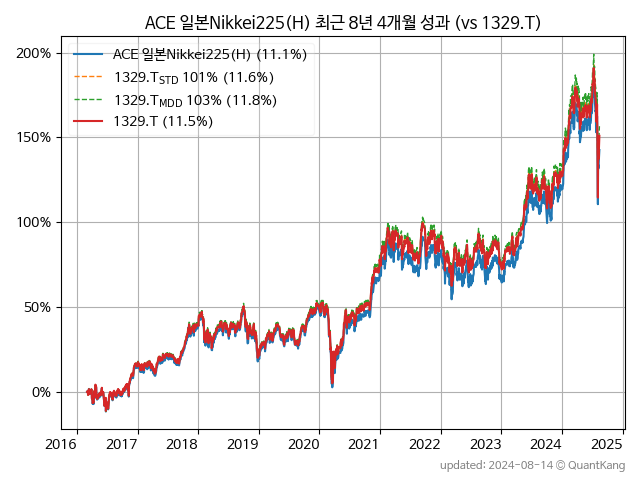 ACE 일본Nikkei225(H) 최근 8년 4개월 성과 (vs 1329.T)
200%
150%
100%
50%
0%
ACE 일본Nikkei225(H) (11.1%)
1329.T_STD 101% (11.6%)
1329.T_MDD 103% (11.8%)
1329.T (11.5%)
2016 2017 2018 2019 2020 2021 2022 2023 2024 2025
updated: 2024-08-14 © QuantKang